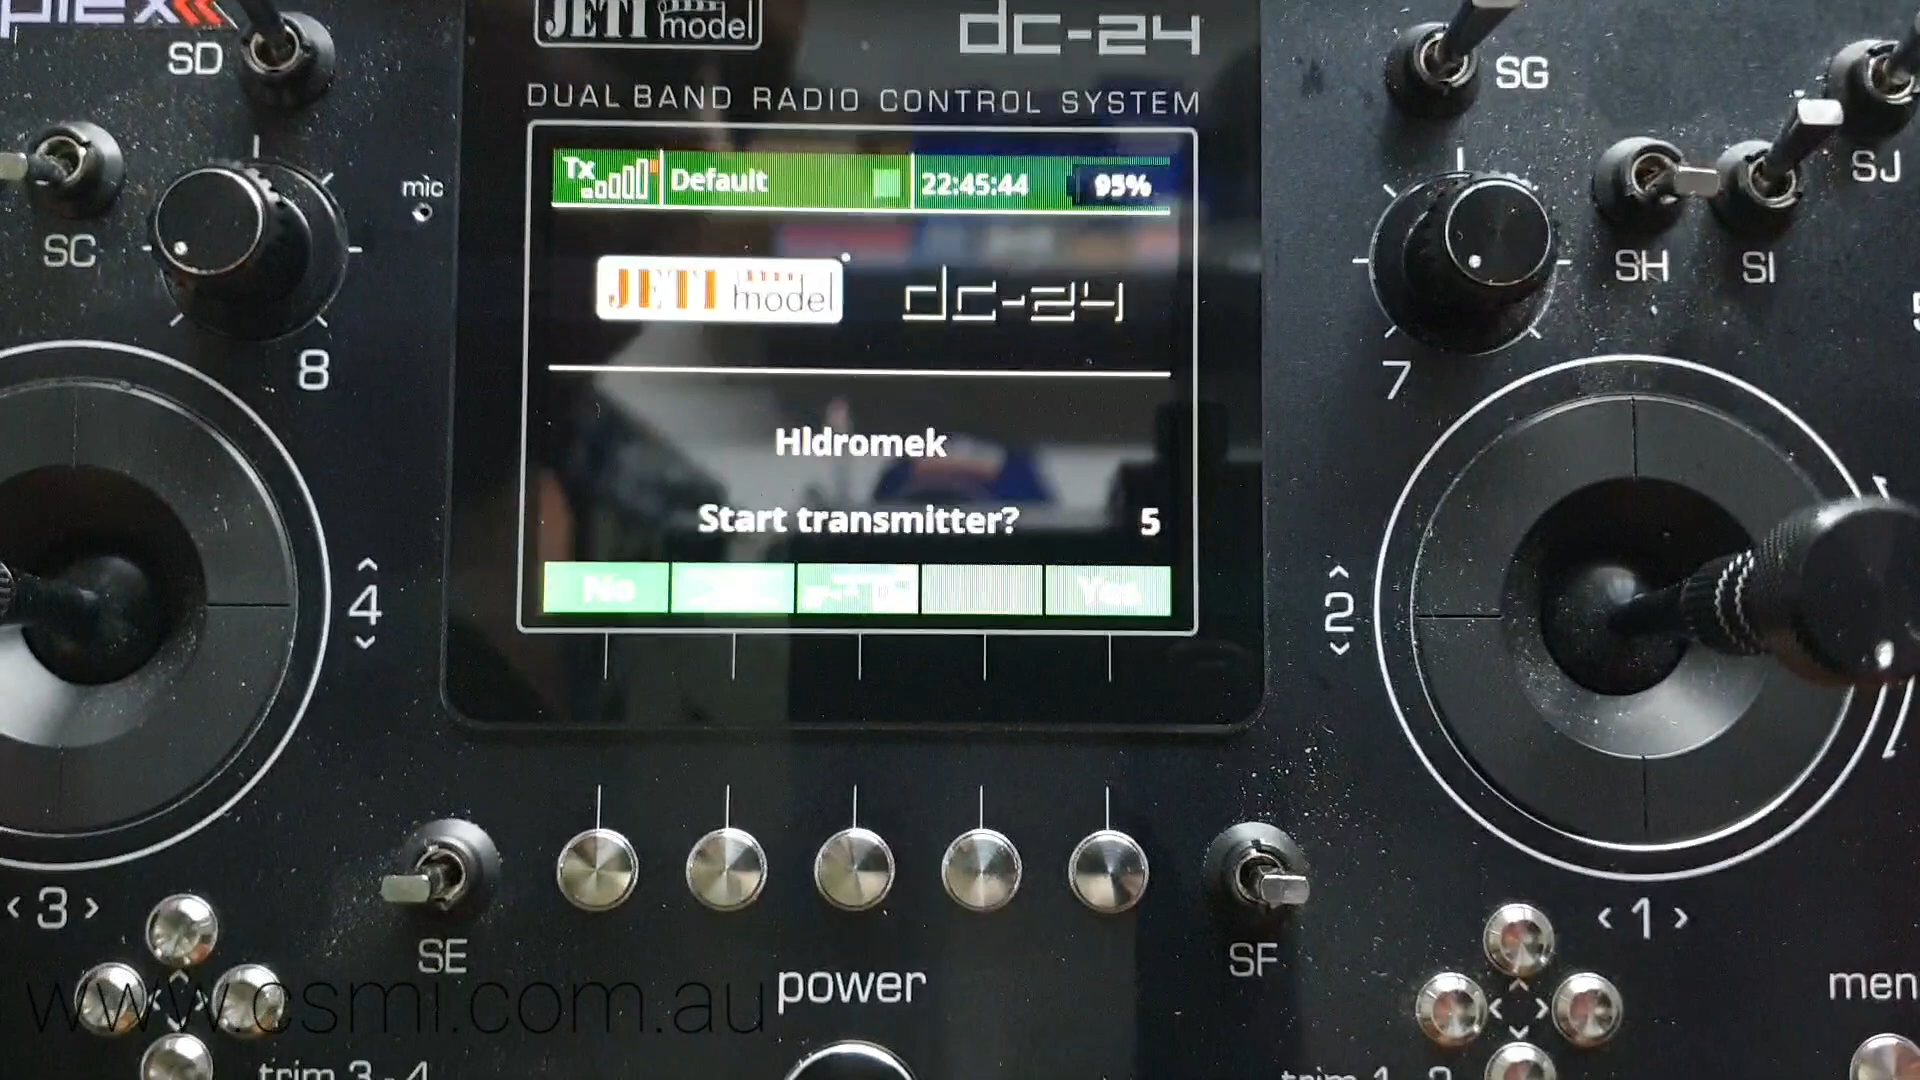 plex
JETI model
dc-24
DUAL BAND RADIO CONTROL SYSTEM
SD
SG
SC
mic
SH
SI
SJ
Tx
Default
22:45:44
95%
JETI model
dc-24
8
7
Hldromek
Start transmitter?
5
No
Yes
4
2
<3>
<1>
SE
SF
power
www.csmi.com.au
trim 3-4